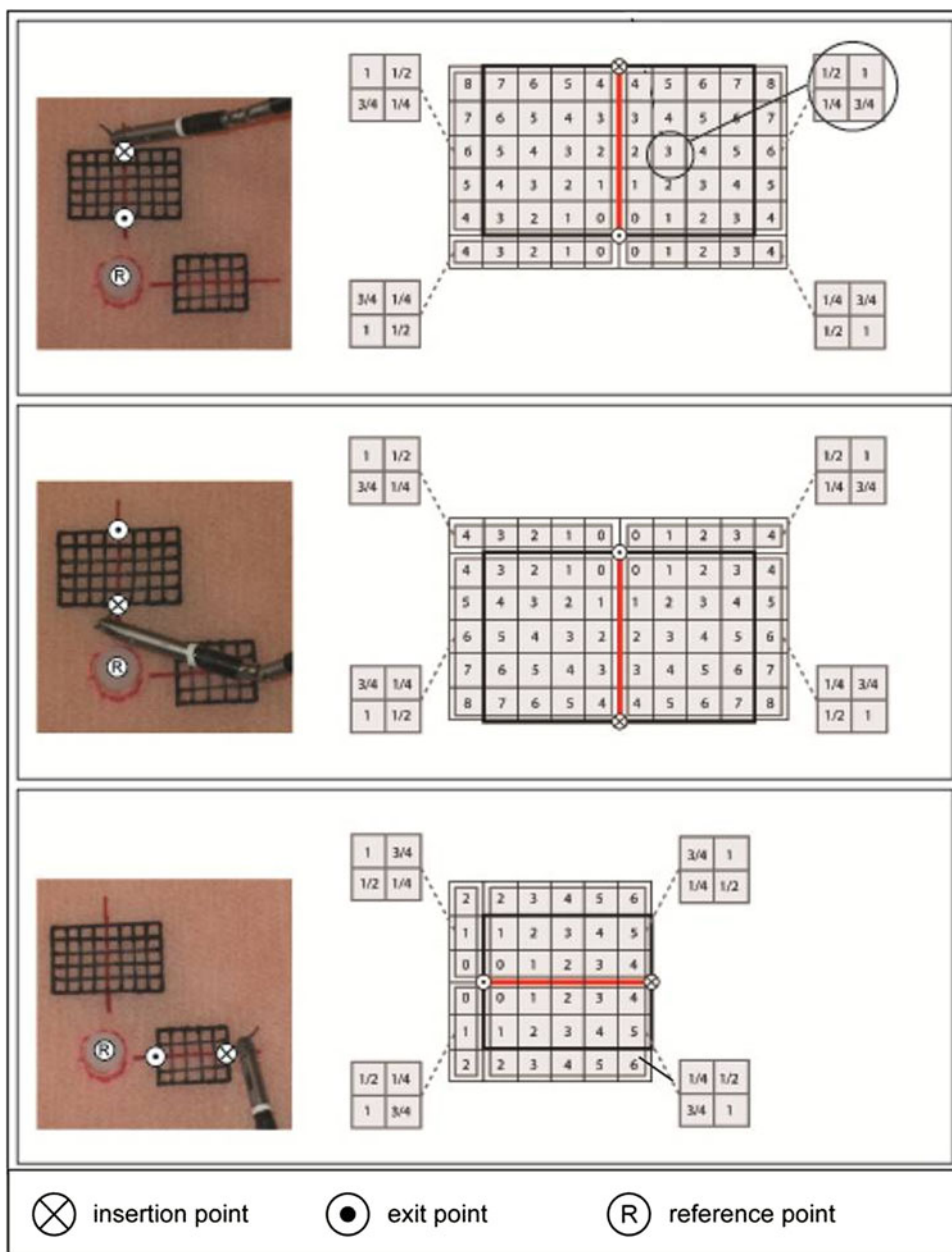 1 1/2
3/4 1/4
1/2 1
1/4 3/4
8 7 6 5 4 4 5 6 7 8
7 6 5 4 3 3 4 5 6 7
6 5 4 3 2 2 3 4 5 6
5 4 3 2 1 1 2 3 4 5
4 3 2 1 0 0 1 2 3 4
4 3 2 1 0 0 1 2 3 4
R
3/4 1/4
1 1/2
1/4 3/4
1/2 1
1 1/2
3/4 1/4
1/2 1
1/4 3/4
4 3 2 1 0 0 1 2 3 4
4 3 2 1 0 0 1 2 3 4
5 4 3 2 1 1 2 3 4 5
6 5 4 3 2 2 3 4 5 6
7 6 5 4 3 3 4 5 6 7
8 7 6 5 4 4 5 6 7 8
R
3/4 1/4
1 1/2
1/4 3/4
1/2 1
1 3/4
1/2 1/4
3/4 1
1/4 1/2
2 2 3 4 5 6
1 1 2 3 4 5
0 0 1 2 3 4
0 0 1 2 3 4
1 1 2 3 4 5
2 2 3 4 5 6
R
1/2 1/4
1 3/4
1/4 1/2
3/4 1
insertion point
exit point
R reference point